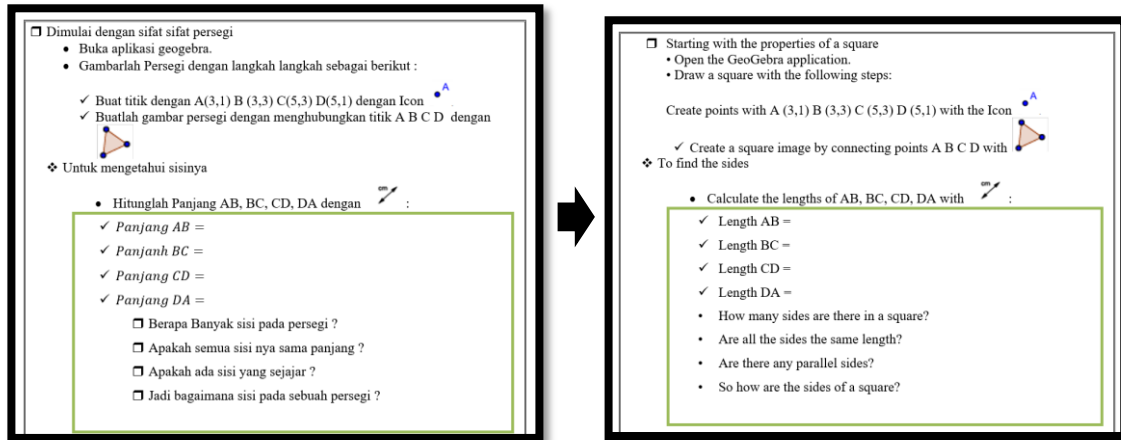 Dimulai dengan sifat sifat persegi
Buka aplikasi geogebra.
Gambarlah Persegi dengan langkah langkah sebagai berikut :
Buat titik dengan A(3,1) B (3,3) C(5,3) D(5,1) dengan Icon A
Buatlah gambar persegi dengan menghubungkan titik A B C D dengan
Untuk mengetahui sisinya
Hitunglah Panjang AB, BC, CD, DA dengan cm :
Panjang AB =
Panjanh BC =
Panjang CD =
Panjang DA =
Berapa Banyak sisi pada persegi ?
Apakah semua sisi nya sama panjang ?
Apakah ada sisi yang sejajar ?
Jadi bagaimana sisi pada sebuah persegi ?
Starting with the properties of a square
Open the GeoGebra application.
Draw a square with the following steps:
Create points with A (3,1) B (3,3) C (5,3) D (5,1) with the Icon A
Create a square image by connecting points A B C D with
To find the sides
Calculate the lengths of AB, BC, CD, DA with cm :
Length AB =
Length BC =
Length CD =
Length DA =
How many sides are there in a square?
Are all the sides the same length?
Are there any parallel sides?
So how are the sides of a square?